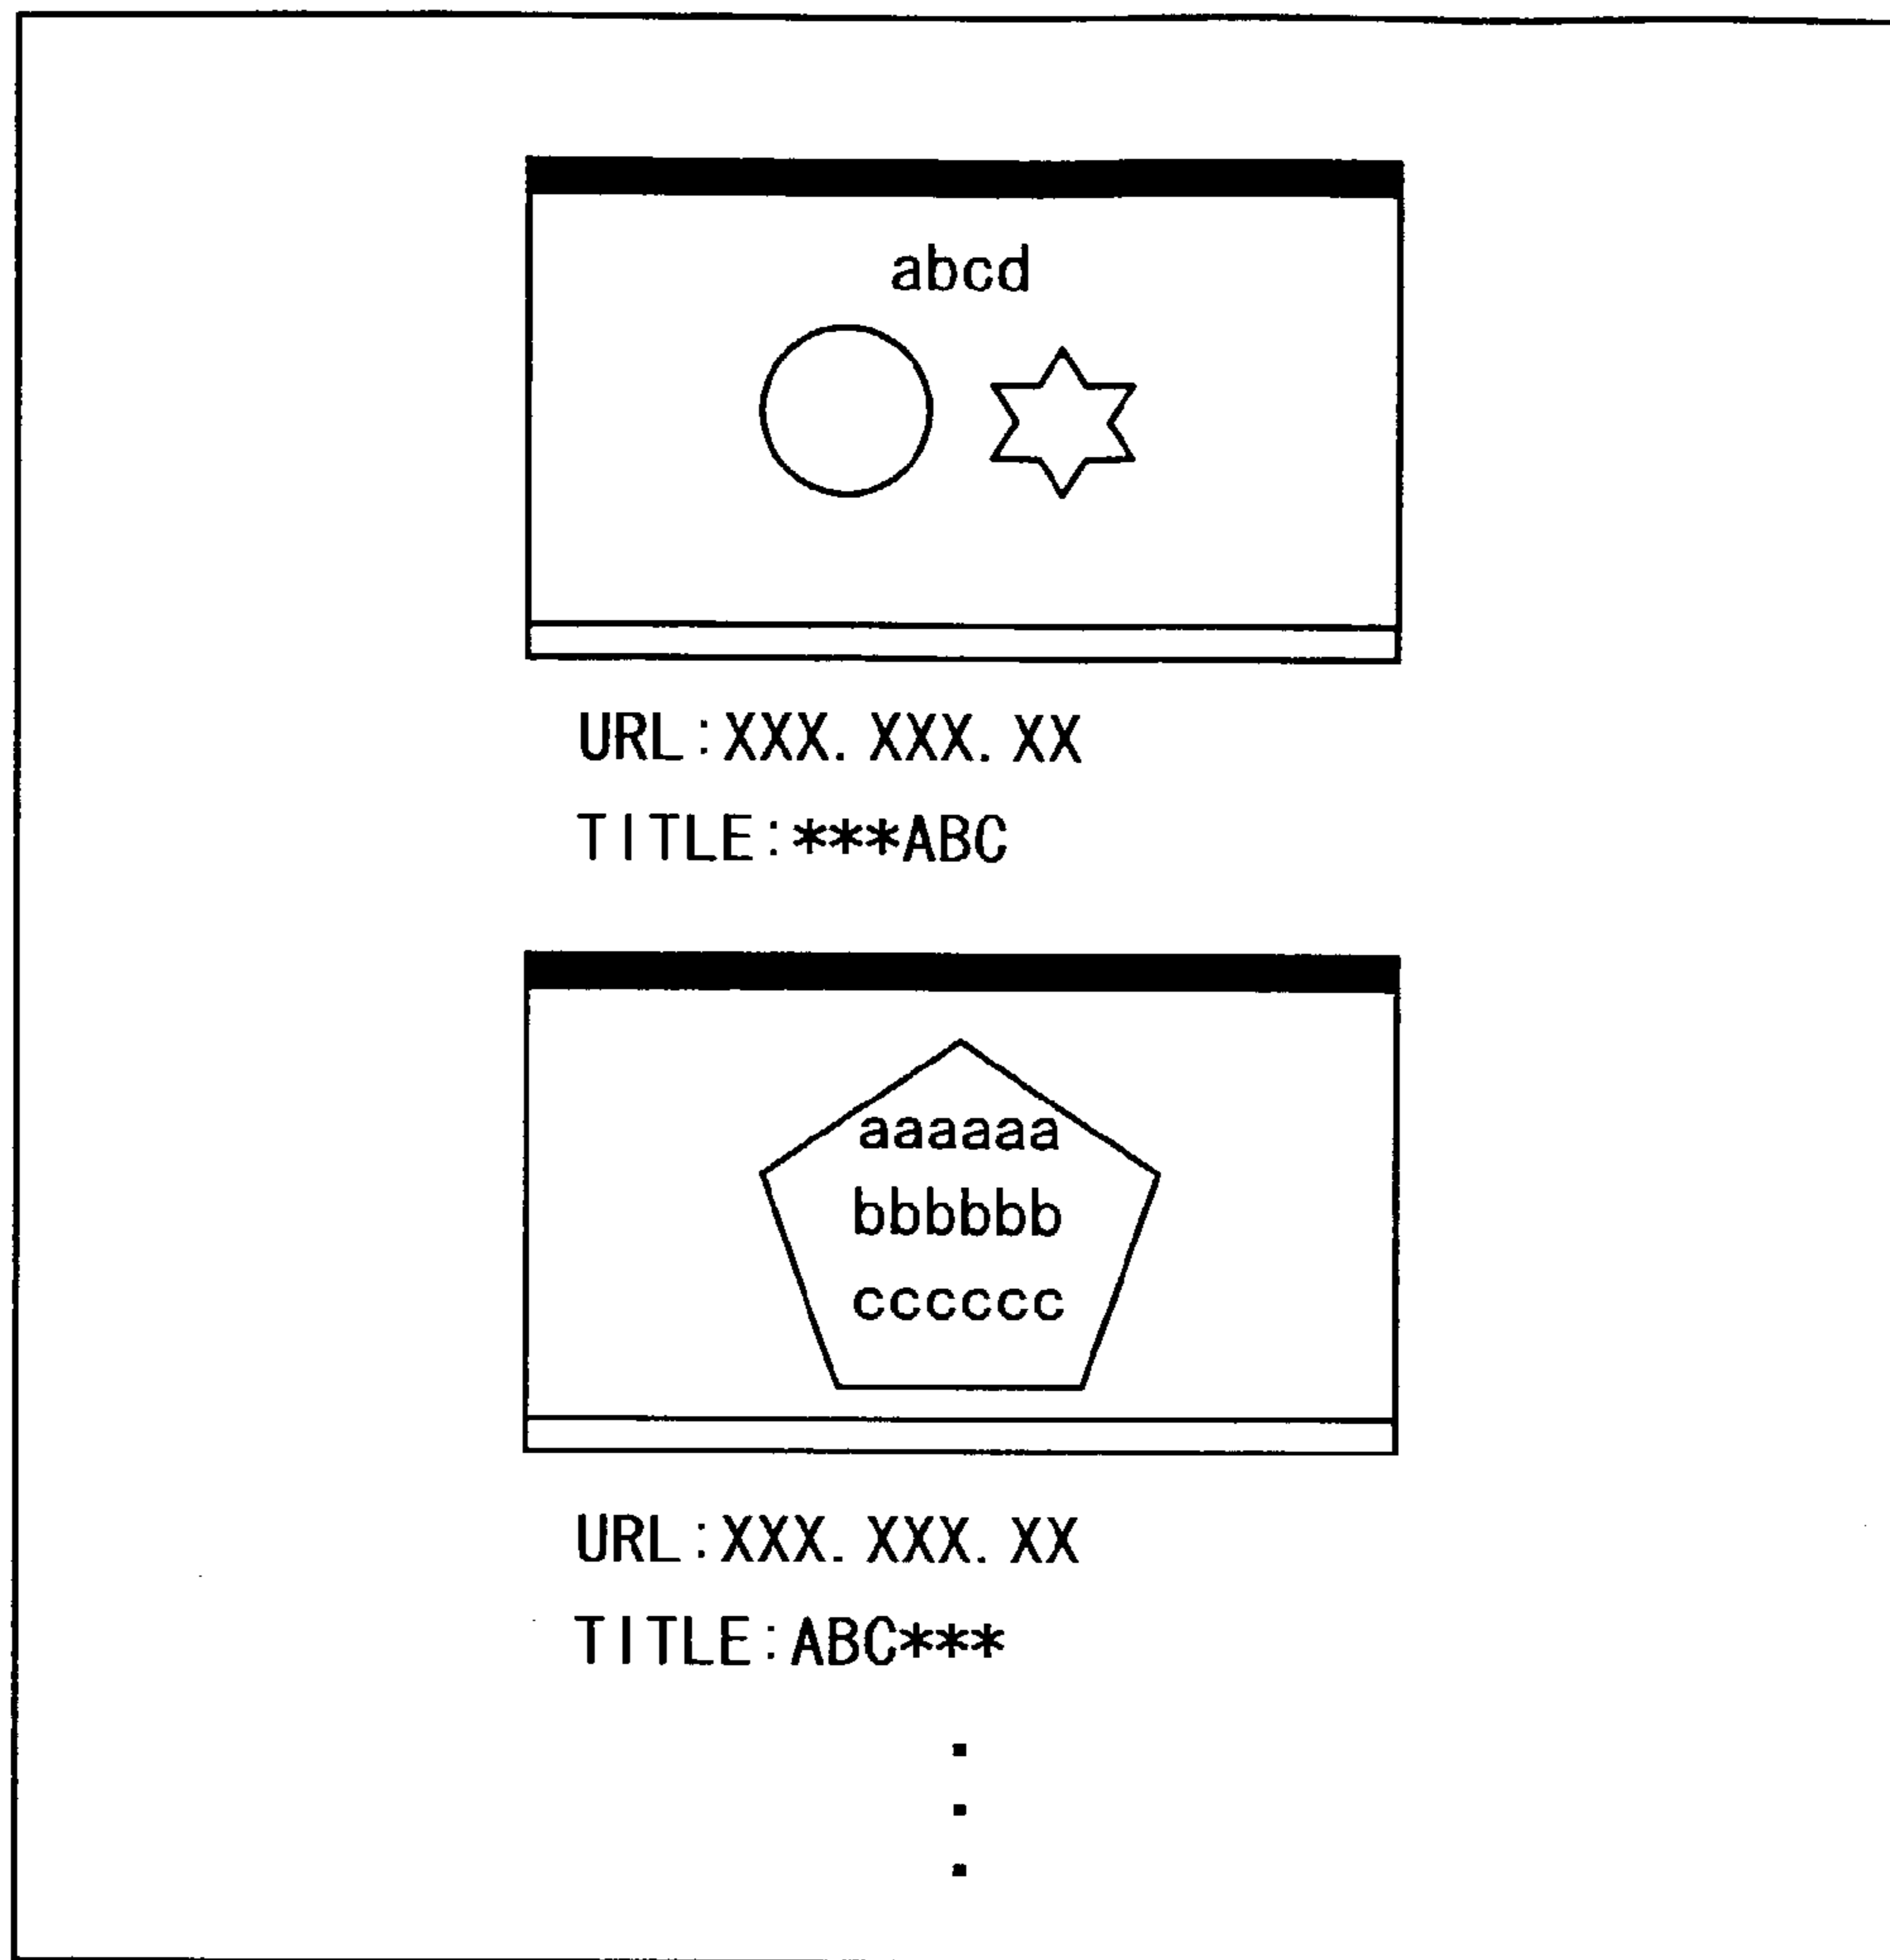 abcd
URL:XXX. XXX. XX
TITLE:***ABC
aaaaaa
bbbbbb
cccccc
URL:XXX. XXX. XX
TITLE:ABC***